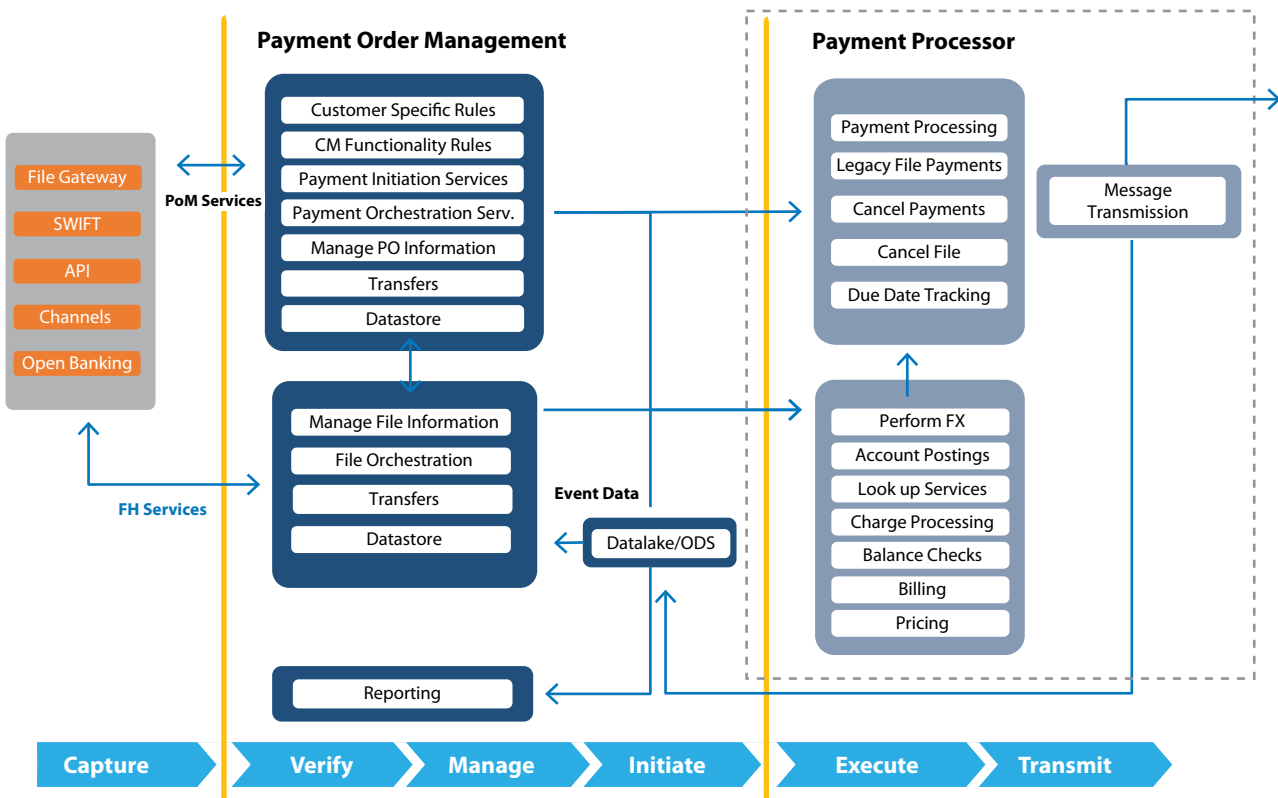 Payment Order Management
Payment Processor
File Gateway
SWIFT
API
Channels
Open Banking
PoM Services
FH Services
Customer Specific Rules
CM Functionality Rules
Payment Initiation Services
Payment Orchestration Serv.
Manage PO Information
Transfers
Datastore
Manage File Information
File Orchestration
Transfers
Datastore
Event Data
Datalake/ODS
Reporting
Payment Processing
Legacy File Payments
Cancel Payments
Cancel File
Due Date Tracking
Message
Transmission
Perform FX
Account Postings
Look up Services
Charge Processing
Balance Checks
Billing
Pricing
Capture
Verify
Manage
Initiate
Execute
Transmit